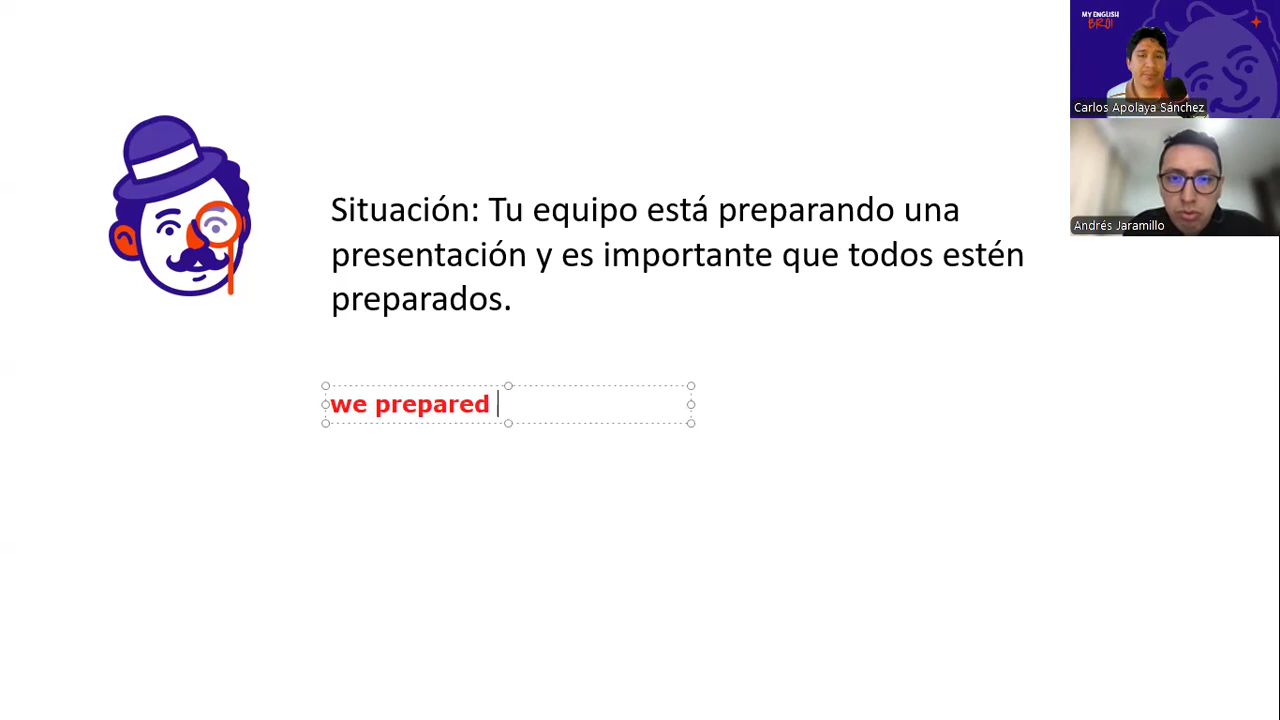 MY ENGLISH
BRO!
Carlos Apolaya Sánchez
Andrés Jaramillo
Situación: Tu equipo está preparando una
presentación y es importante que todos estén
preparados.
we prepared